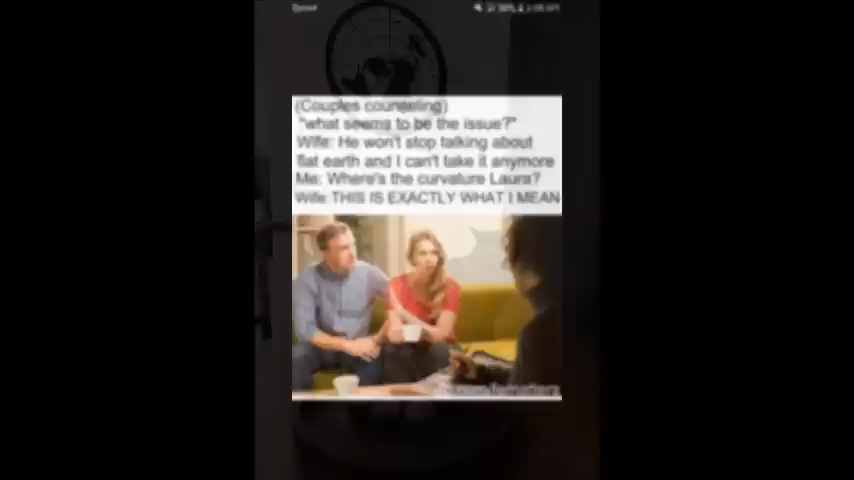 (Couples counseling)
"what seems to be the issue?"
Wife: He won't stop talking about
flat earth and I can't take it anymore
Me: Where's the curvature Laura?
Wife: THIS IS EXACTLY WHAT I MEAN